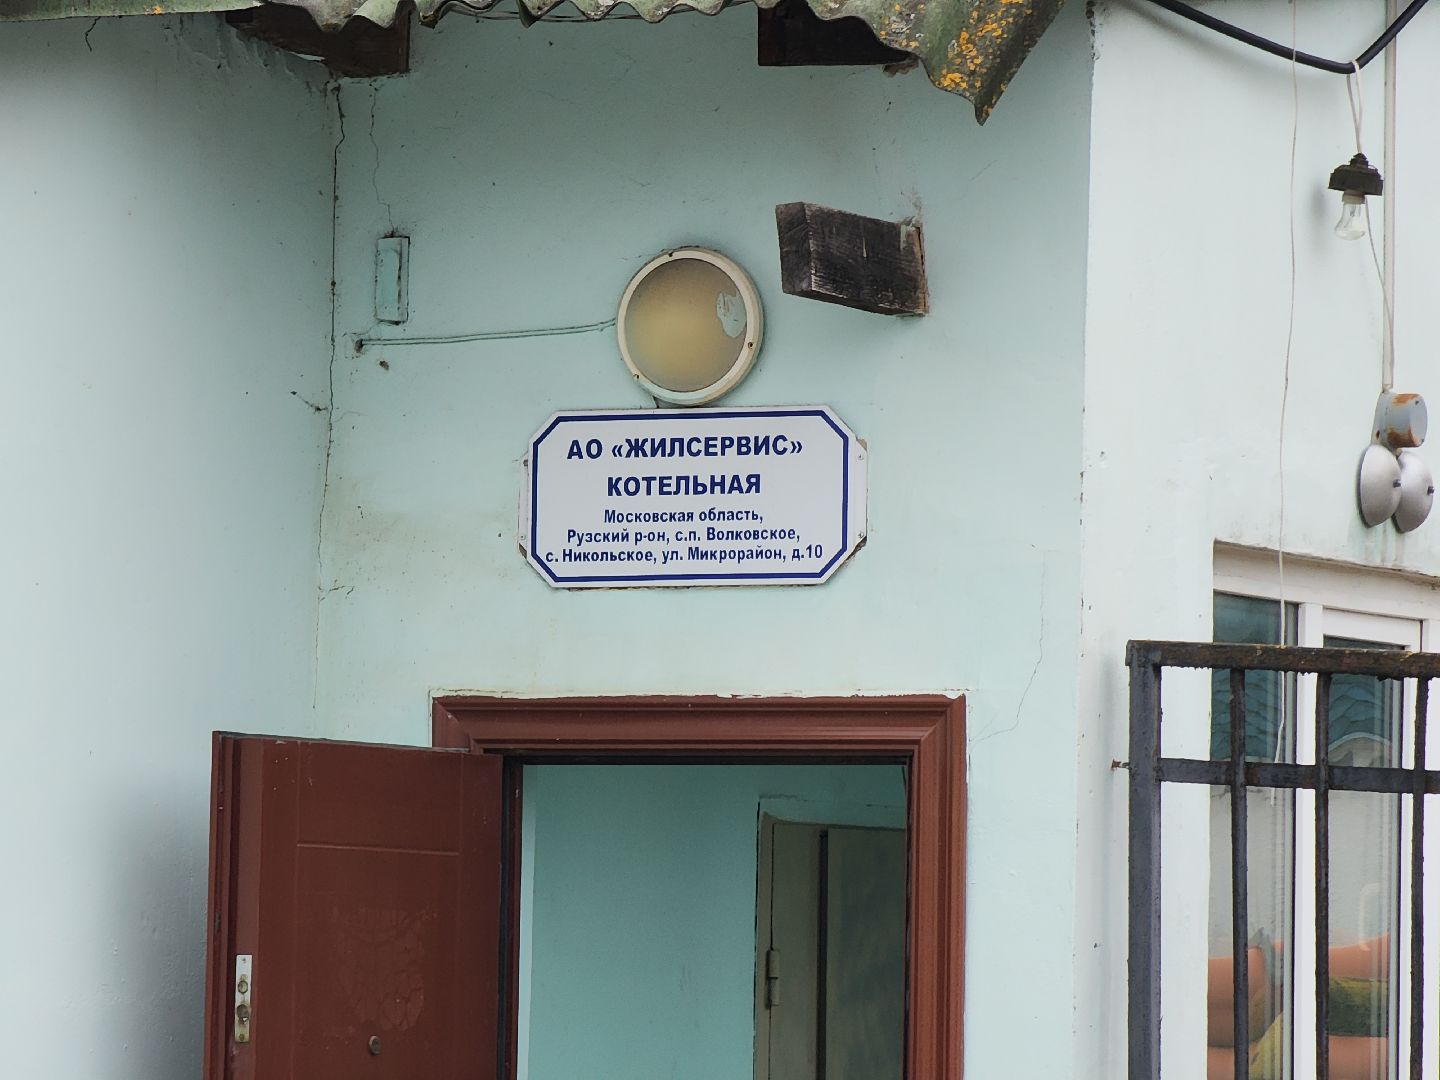 АО «ЖИЛСЕРВИС»
КОТЕЛЬНАЯ
Московская область,
Рузский р-он, с.п. Волковское,
с. Никольское, ул. Микрорайон, д.10